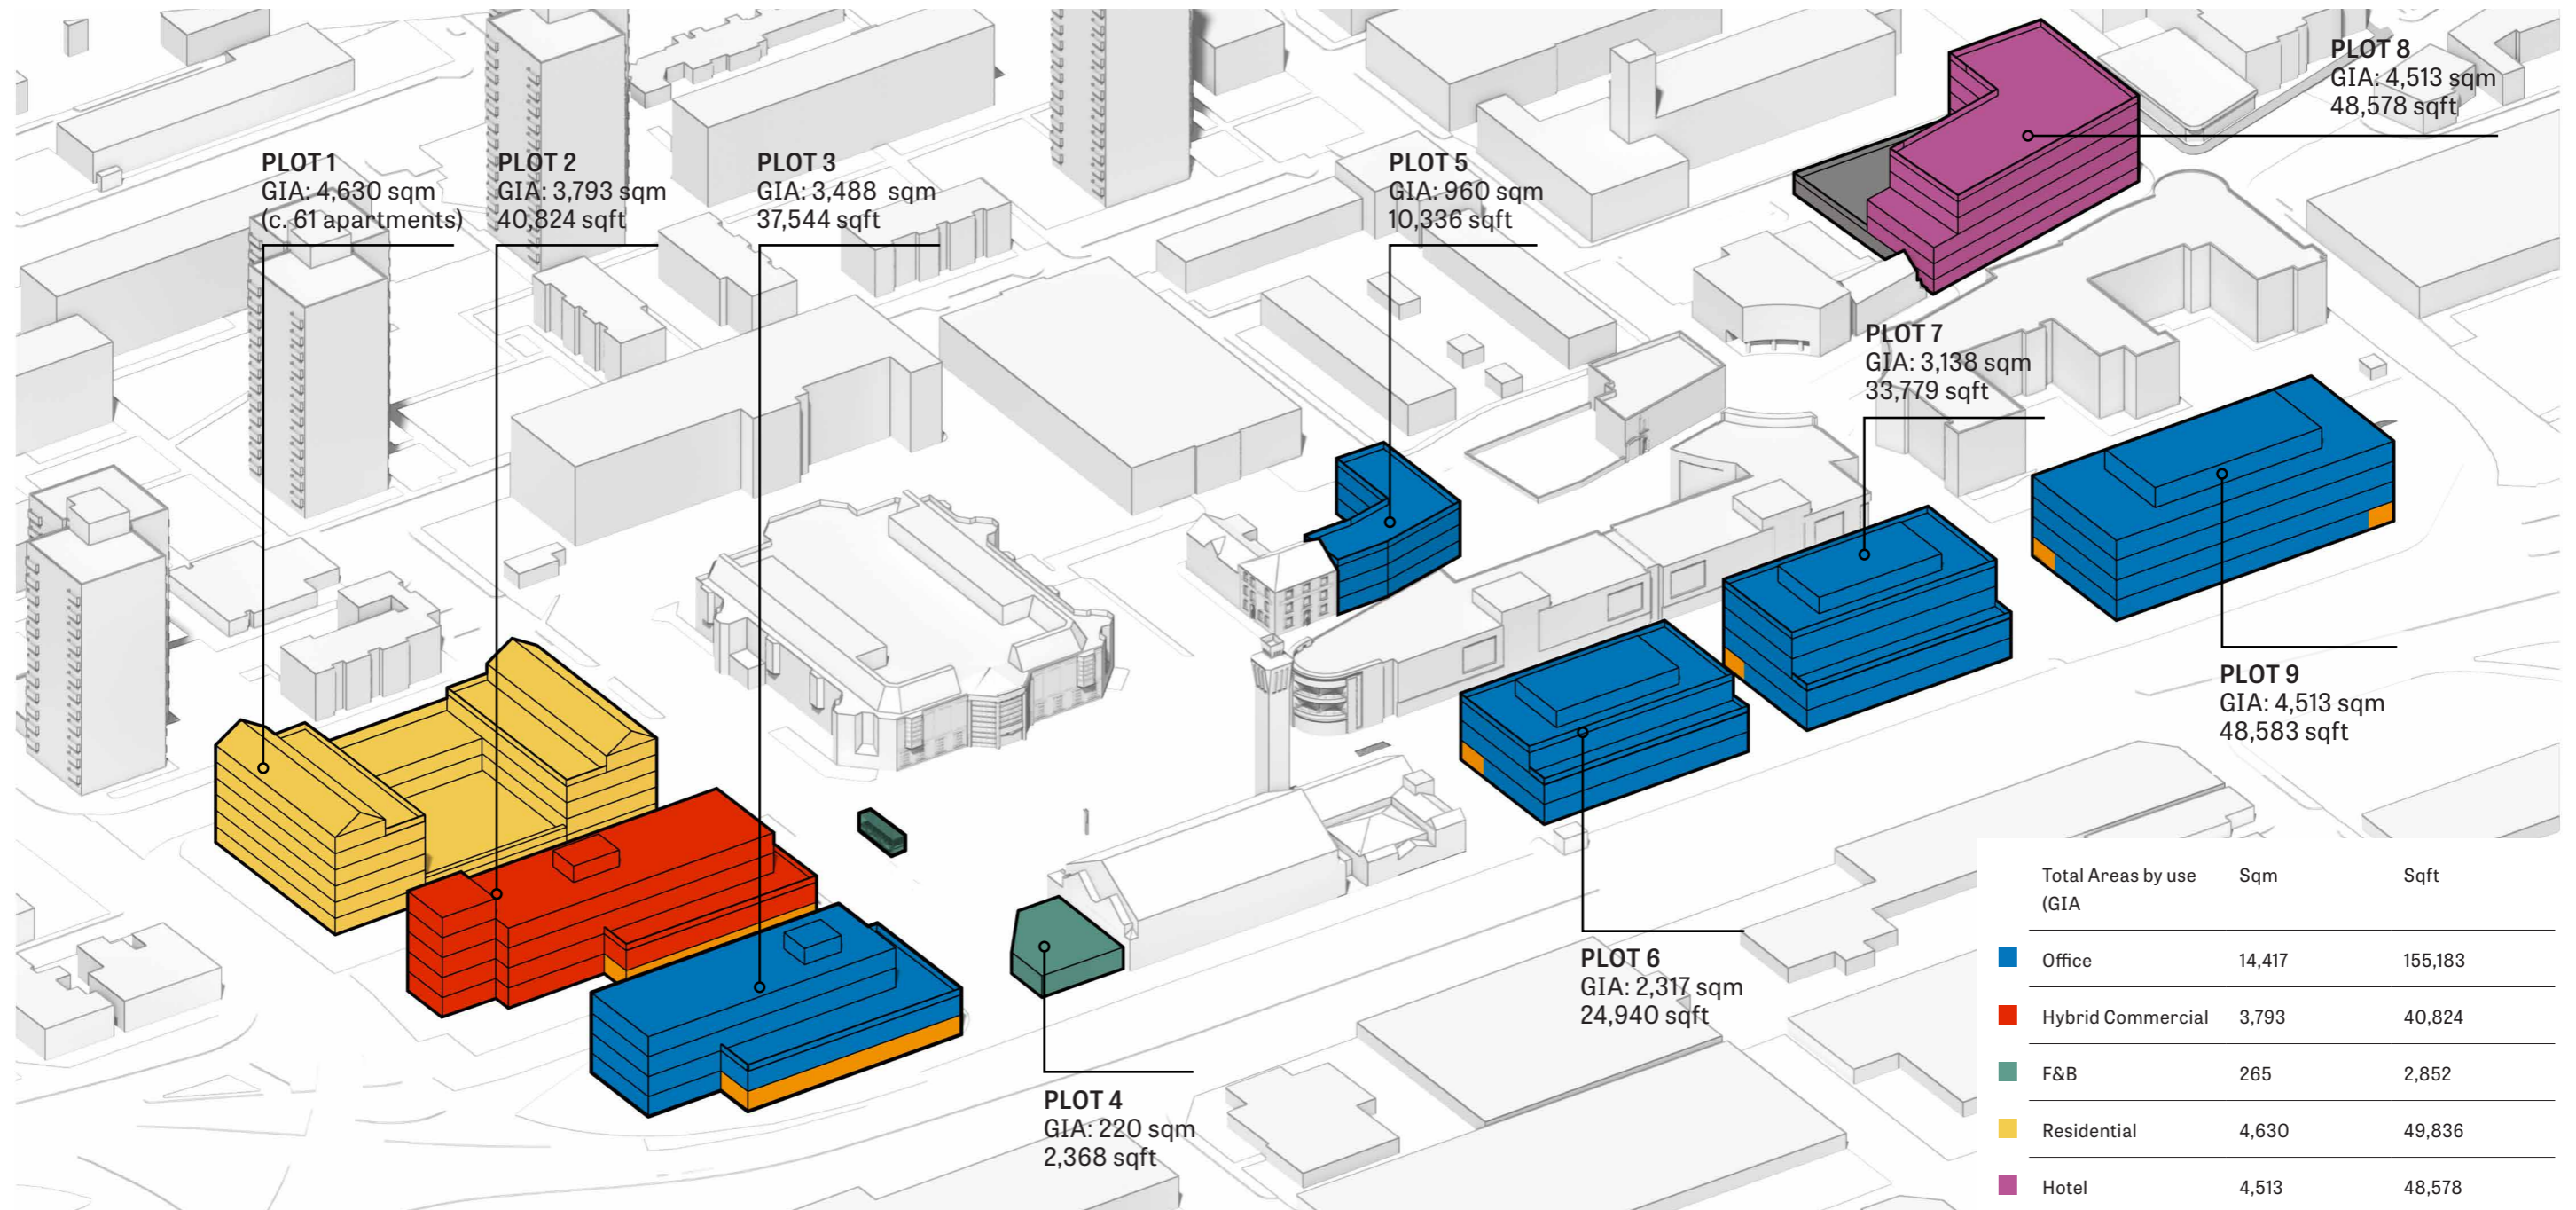 PLOT 1
GIA: 4,630 sqm
(c. 61 apartments)
PLOT 2
GIA: 3,793 sqm
40,824 sqft
PLOT 3
GIA: 3,488 sqm
37,544 sqft
PLOT 5
GIA: 960 sqm
10,336 sqft
PLOT 8
GIA: 4,513 sqm
48,578 sqft
PLOT 7
GIA: 3,138 sqm
33,779 sqft
PLOT 9
GIA: 4,513 sqm
48,583 sqft
PLOT 6
GIA: 2,317 sqm
24,940 sqft
PLOT 4
GIA: 220 sqm
2,368 sqft
Total Areas by use Sqm Sqft
(GIA
Office 14,417 155,183
Hybrid Commercial 3,793 40,824
F&B 265 2,852
Residential 4,630 49,836
Hotel 4,513 48,578